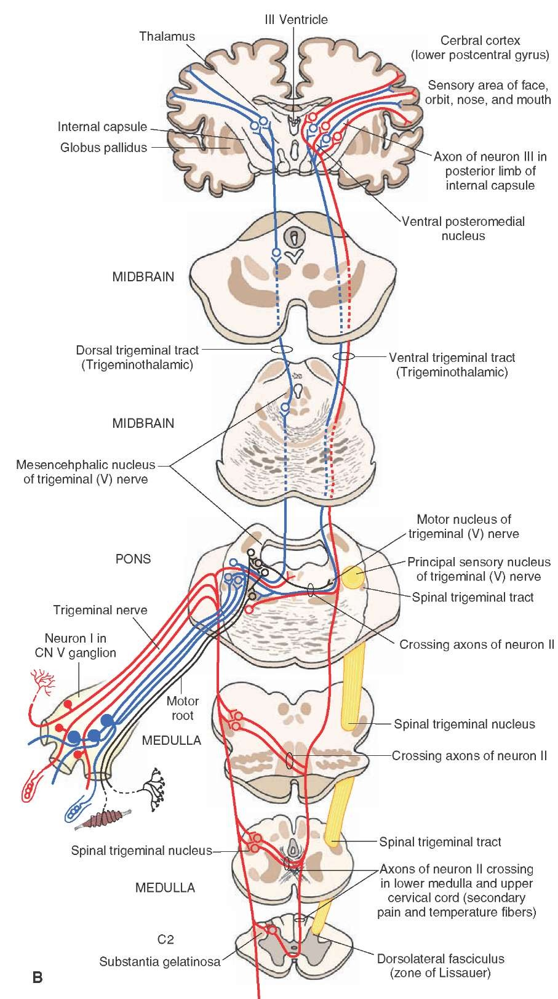 III Ventricle
Thalamus
Cerbral cortex
(lower postcentral gyrus)
Sensory area of face,
orbit, nose, and mouth
Internal capsule
Globus pallidus
Axon of neuron III in
posterior limb of
internal capsule
Ventral posteromedial
nucleus
MIDBRAIN
Dorsal trigeminal tract
(Trigeminothalamic)
Ventral trigeminal tract
(Trigeminothalamic)
MIDBRAIN
Mesencehphalic nucleus
of trigeminal (V) nerve
Motor nucleus of
trigeminal (V) nerve
PONS
Principal sensory nucleus
of trigeminal (V) nerve
Spinal trigeminal tract
Trigeminal nerve
Neuron I in
CN V ganglion
Crossing axons of neuron II
Motor
root
Spinal trigeminal nucleus
MEDULLA
Crossing axons of neuron II
Spinal trigeminal nucleus
Spinal trigeminal tract
MEDULLA
Axons of neuron II crossing
in lower medulla and upper
cervical cord (secondary
pain and temperature fibers)
C2
Substantia gelatinosa
Dorsolateral fasciculus
(zone of Lissauer)
B